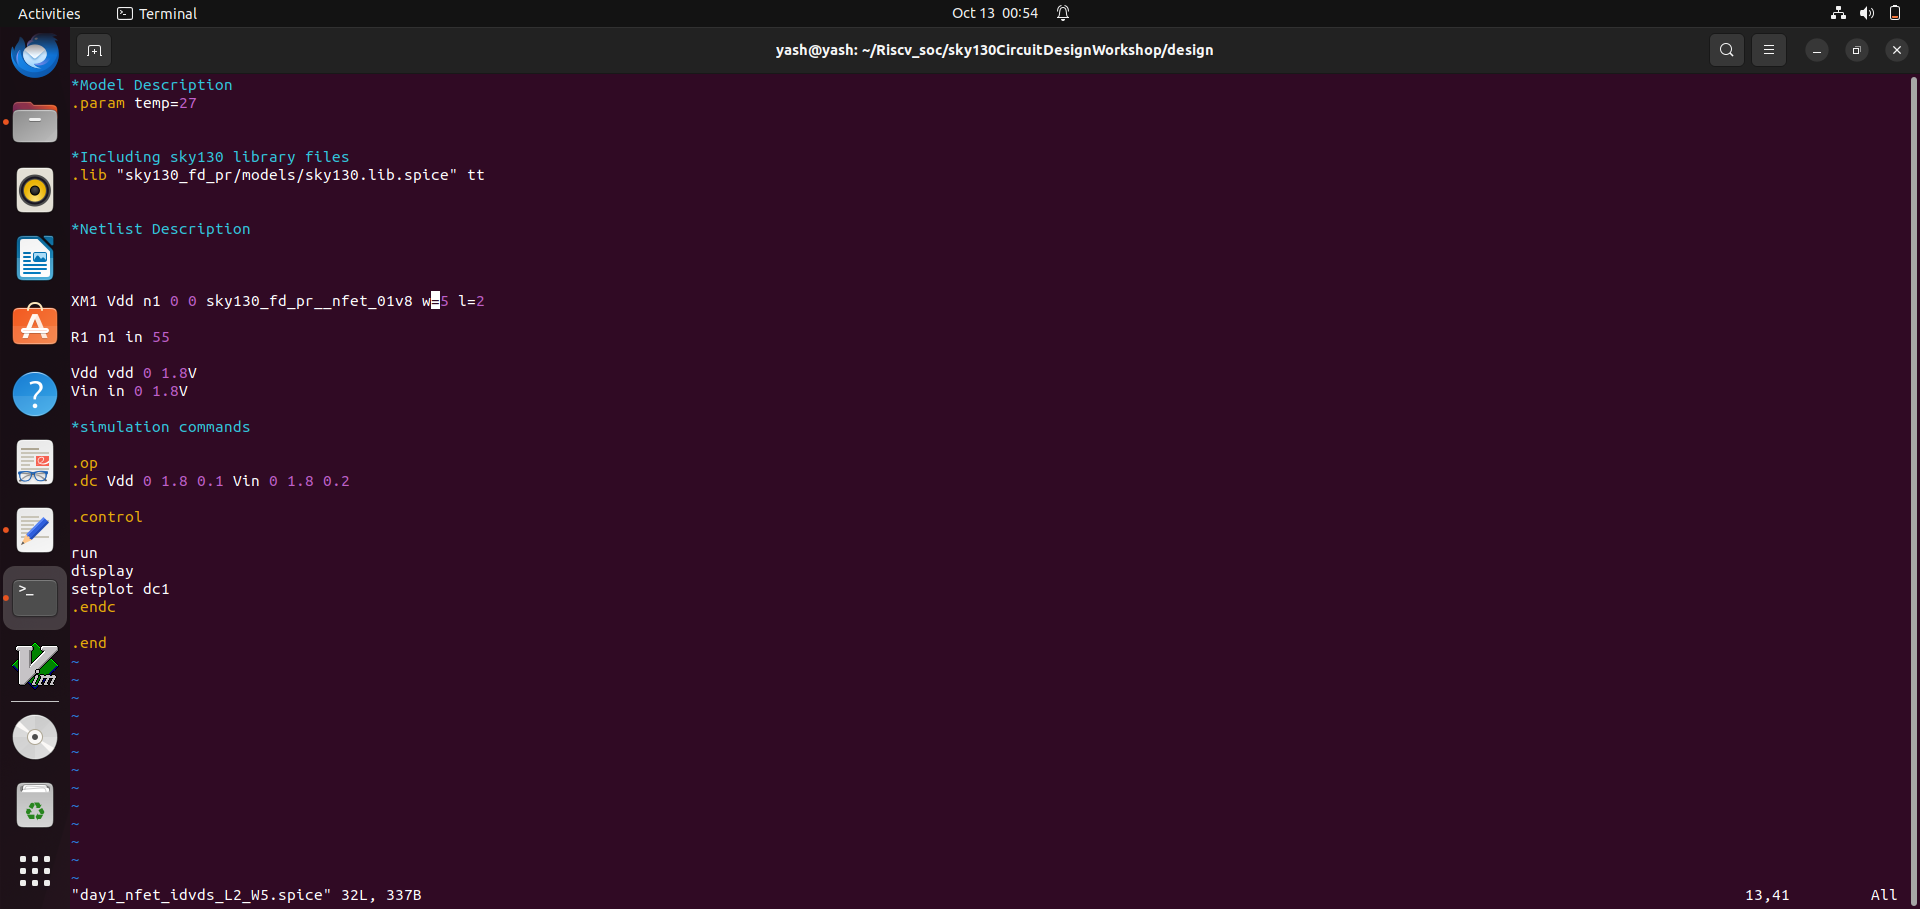 Activities
Terminal
Oct 13 00:54
yash@yash: ~/Riscv_soc/sky130CircuitDesignWorkshop/design
*Model Description
.param temp=27
*Including sky130 library files
.lib "sky130_fd_pr/models/sky130.lib.spice" tt
*Netlist Description
XM1 Vdd n1 0 0 sky130_fd_pr__nfet_01v8 w=5 l=2
R1 n1 in 55
Vdd vdd 0 1.8V
Vin in 0 1.8V
*simulation commands
.op
.dc Vdd 0 1.8 0.1 Vin 0 1.8 0.2
.control
run
display
setplot dc1
.endc
.end
~
~
~
~
~
~
~
~
~
~
~
~
~
"day1_nfet_idvds_L2_W5.spice" 32L, 337B
13,41
All